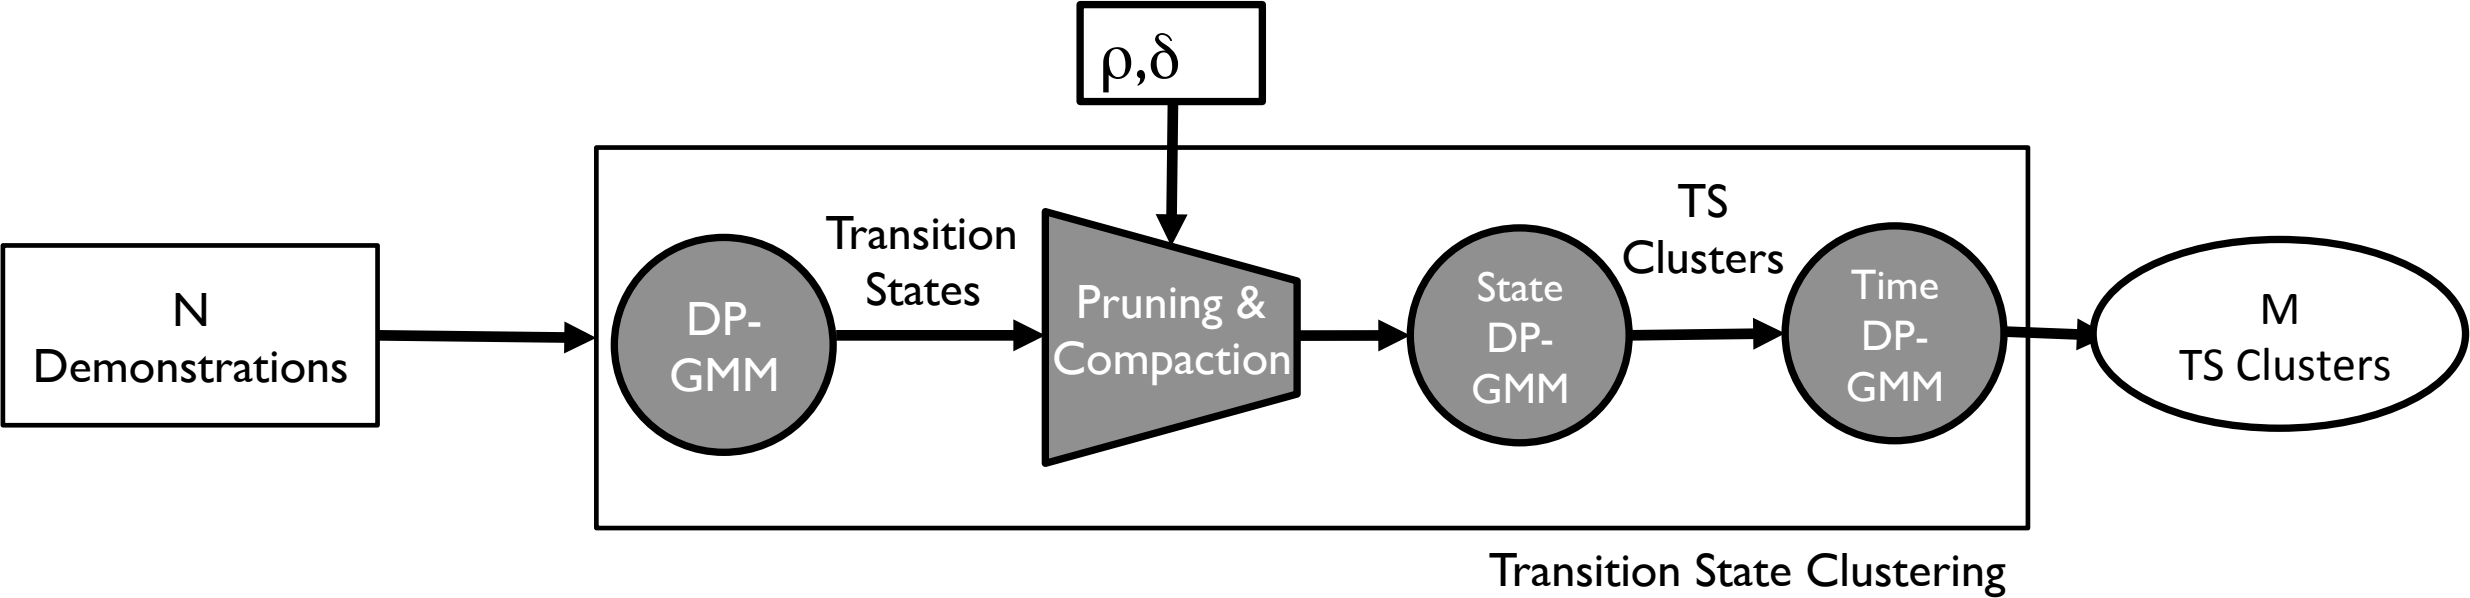 ρ,δ
N
Demonstrations
DP-
GMM
Transition
States
Pruning &
Compaction
State
DP-
GMM
TS
Clusters
Time
DP-
GMM
M
TS Clusters
Transition State Clustering